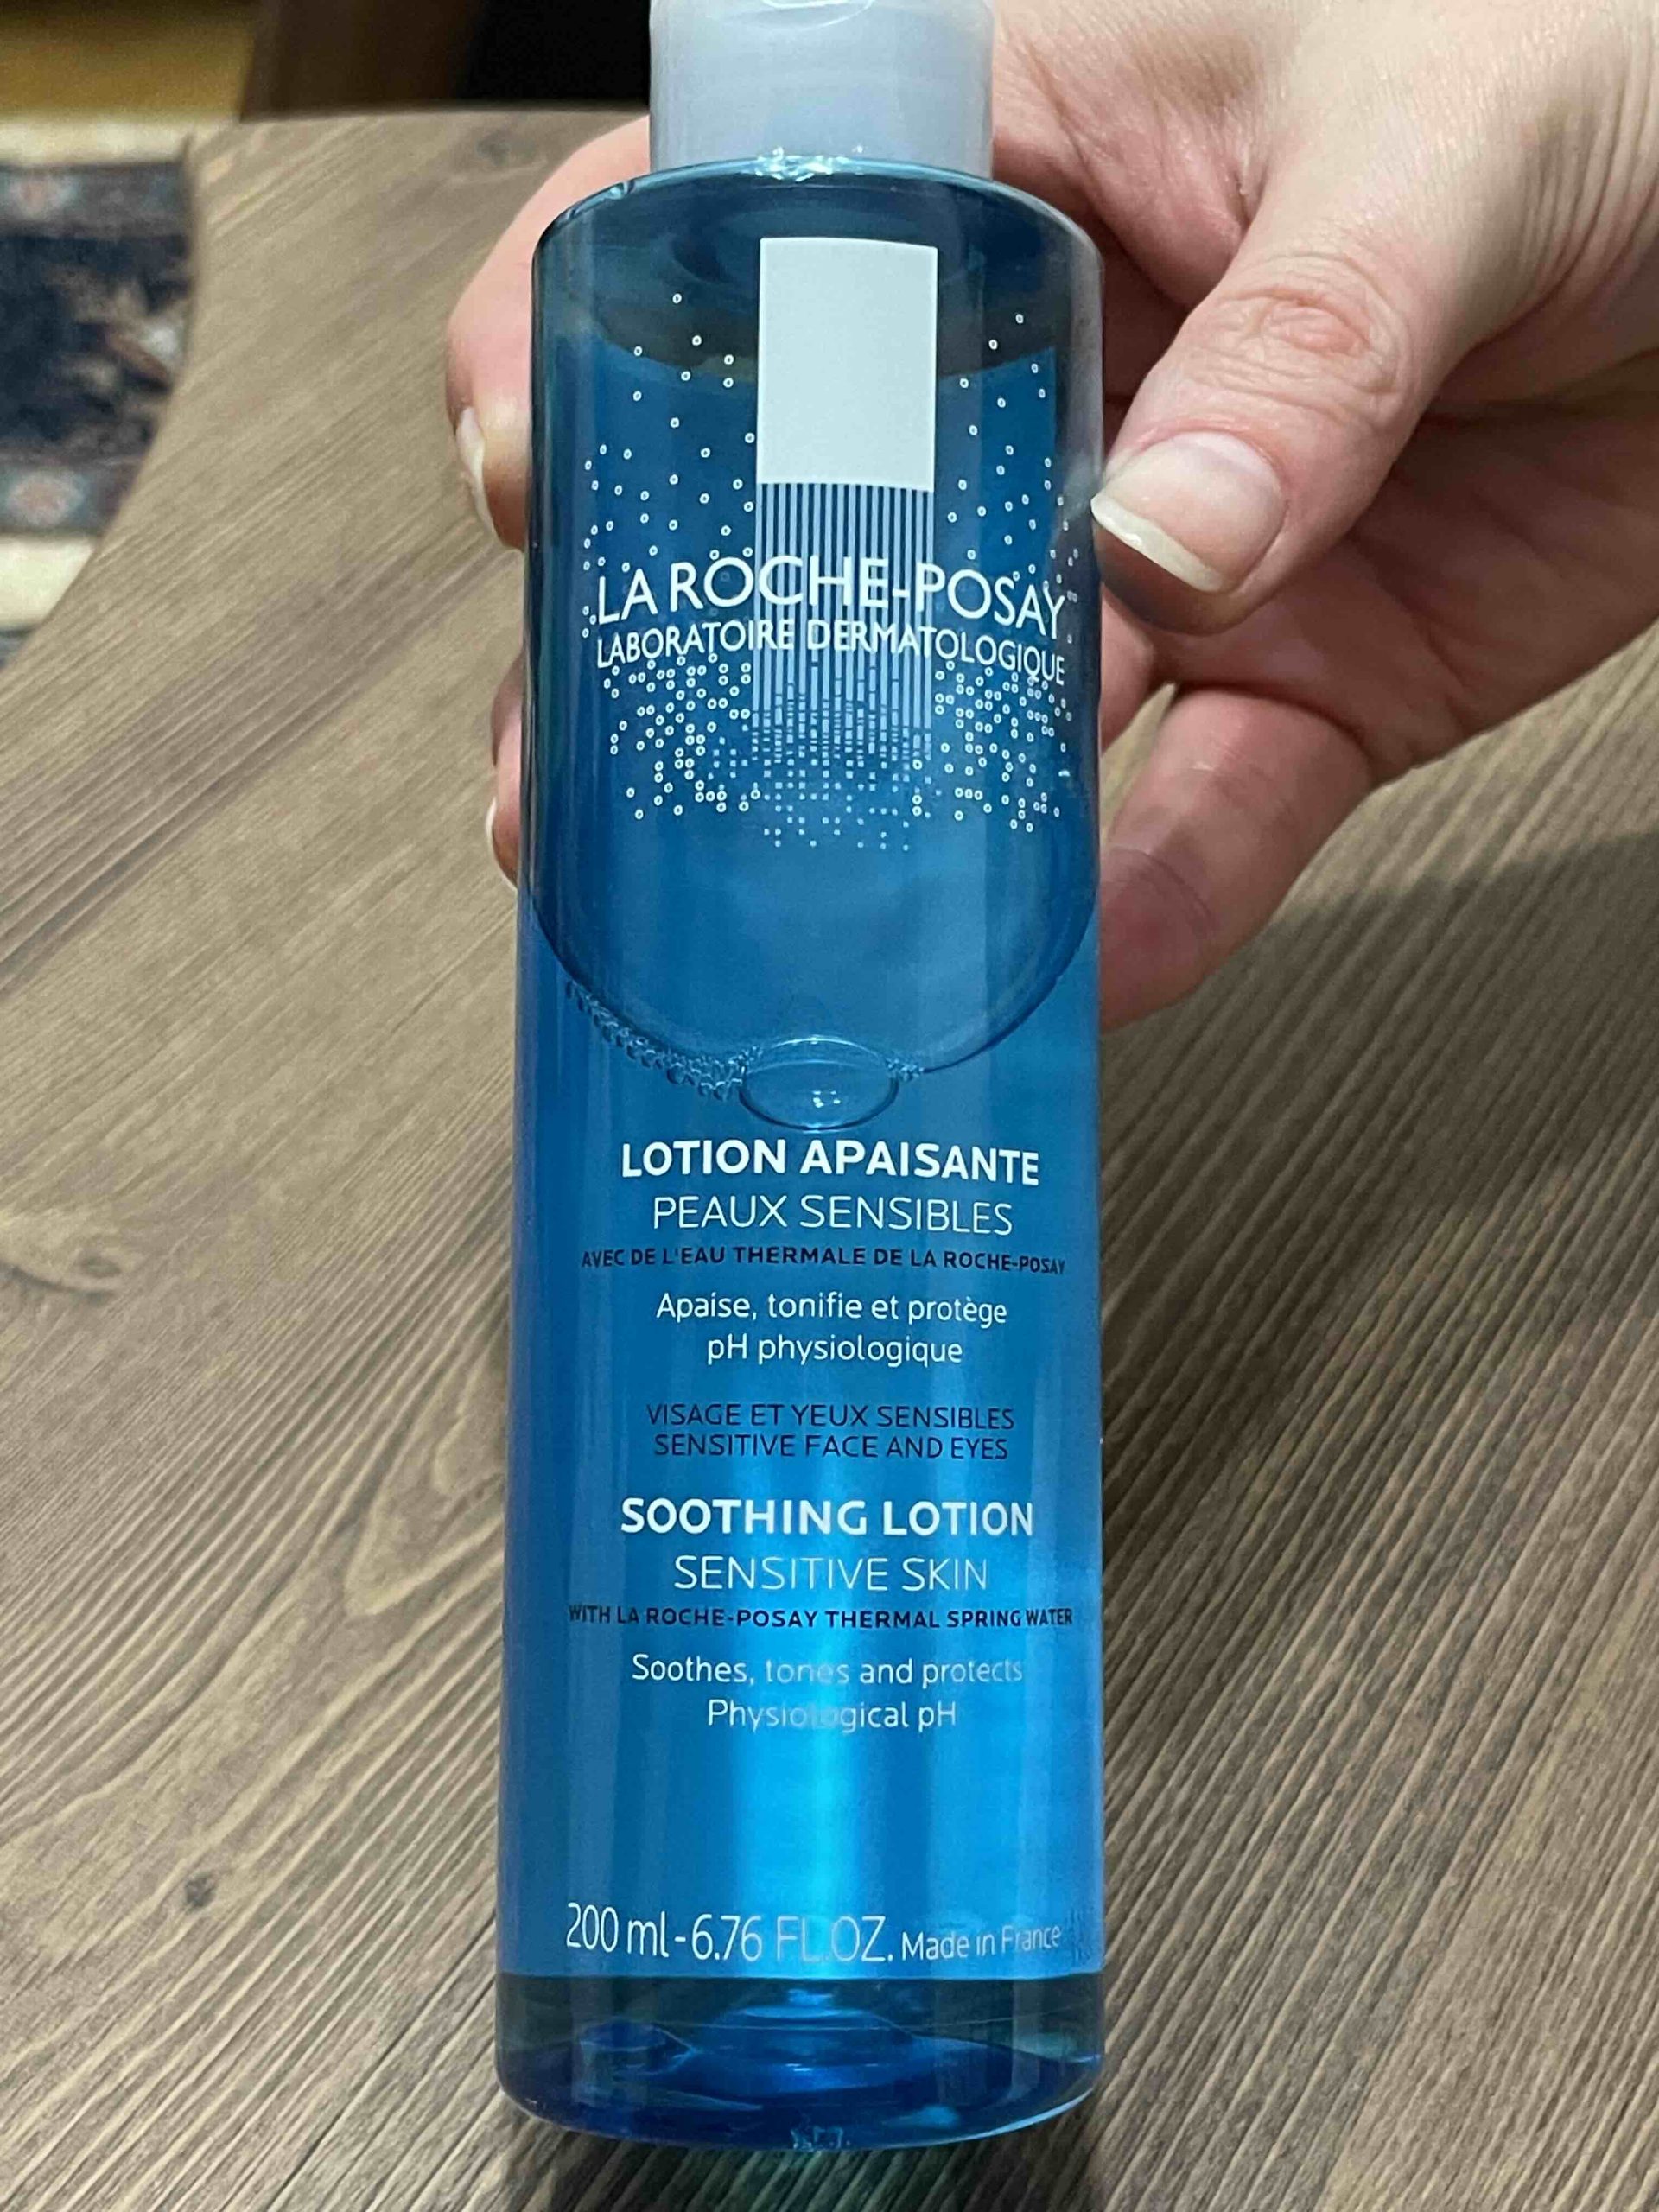 LA ROCHE-POSAY
LABORATOIRE DERMATOLOGIQUE
LOTION APAISANTE
PEAUX SENSIBLES
AVEC DE L'EAU THERMALE DE LA ROCHE-POSAY
Apaise, tonifie et protège
pH physiologique
VISAGE ET YEUX SENSIBLES
SENSITIVE FACE AND EYES
SOOTHING LOTION
SENSITIVE SKIN
WITH LA ROCHE-POSAY THERMAL SPRING WATER
Soothes, tones and protects
Physiological pH
200 ml - 6.76 FL.OZ. Made in France